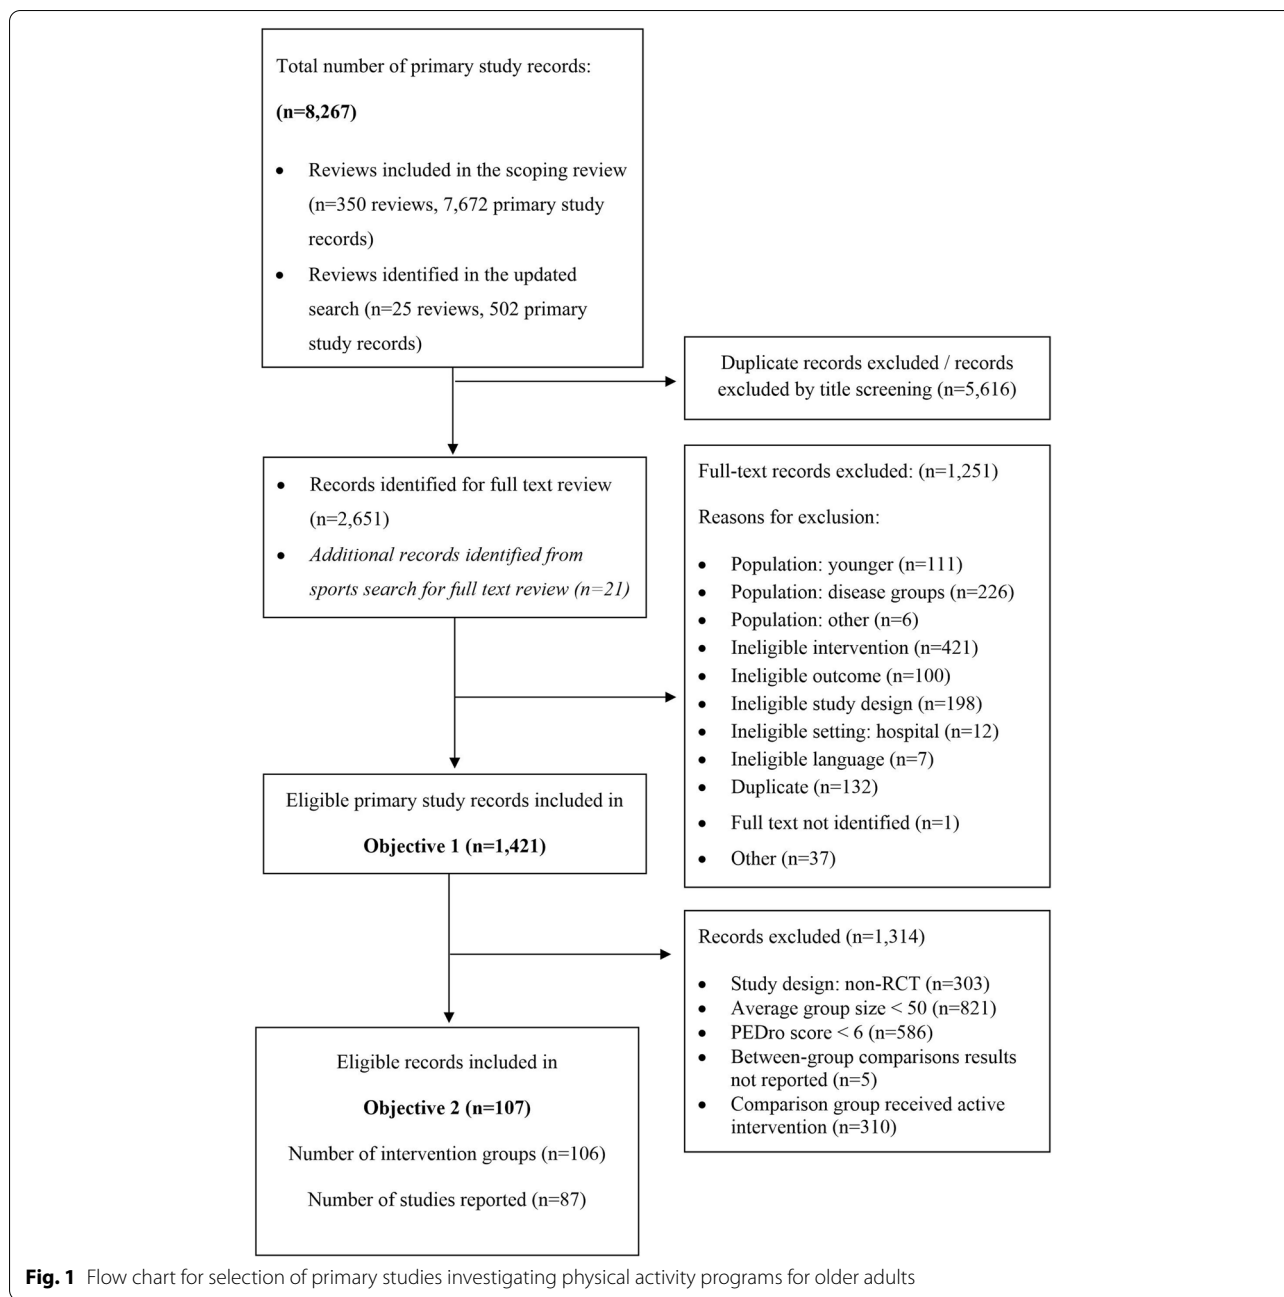 Total number of primary study records:
(n=8,267)
• Reviews included in the scoping review
(n=350 reviews, 7,672 primary study
records)
• Reviews identified in the updated
search (n=25 reviews, 502 primary
study records)
Duplicate records excluded / records
excluded by title screening (n=5,616)
• Records identified for full text review
(n=2,651)
• Additional records identified from
sports search for full text review (n=21)
Full-text records excluded: (n=1,251)
Reasons for exclusion:
• Population: younger (n=111)
• Population: disease groups (n=226)
• Population: other (n=6)
• Ineligible intervention (n=421)
• Ineligible outcome (n=100)
• Ineligible study design (n=198)
• Ineligible setting: hospital (n=12)
• Ineligible language (n=7)
• Duplicate (n=132)
• Full text not identified (n=1)
• Other (n=37)
Eligible primary study records included in
Objective 1 (n=1,421)
Records excluded (n=1,314)
• Study design: non-RCT (n=303)
• Average group size < 50 (n=821)
• PEDro score < 6 (n=586)
• Between-group comparisons results
not reported (n=5)
• Comparison group received active
intervention (n=310)
Eligible records included in
Objective 2 (n=107)
Number of intervention groups (n=106)
Number of studies reported (n=87)
Fig. 1 Flow chart for selection of primary studies investigating physical activity programs for older adults